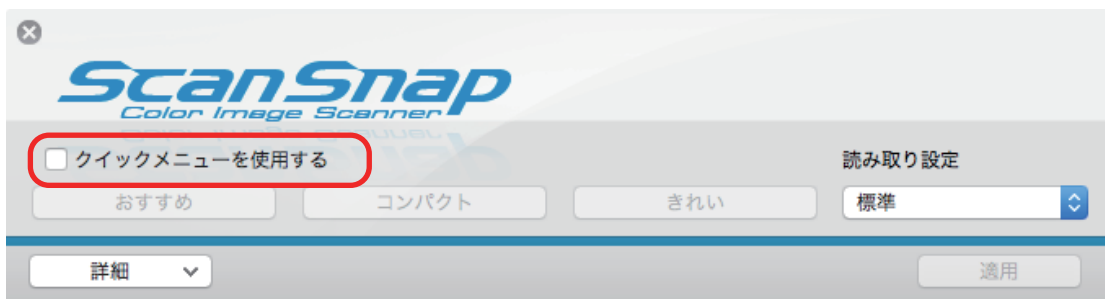 ScanSnap
Color Image Scanner
クイックメニューを使用する
読み取り設定
おすすめ
コンパクト
きれい
標準
詳細
適用